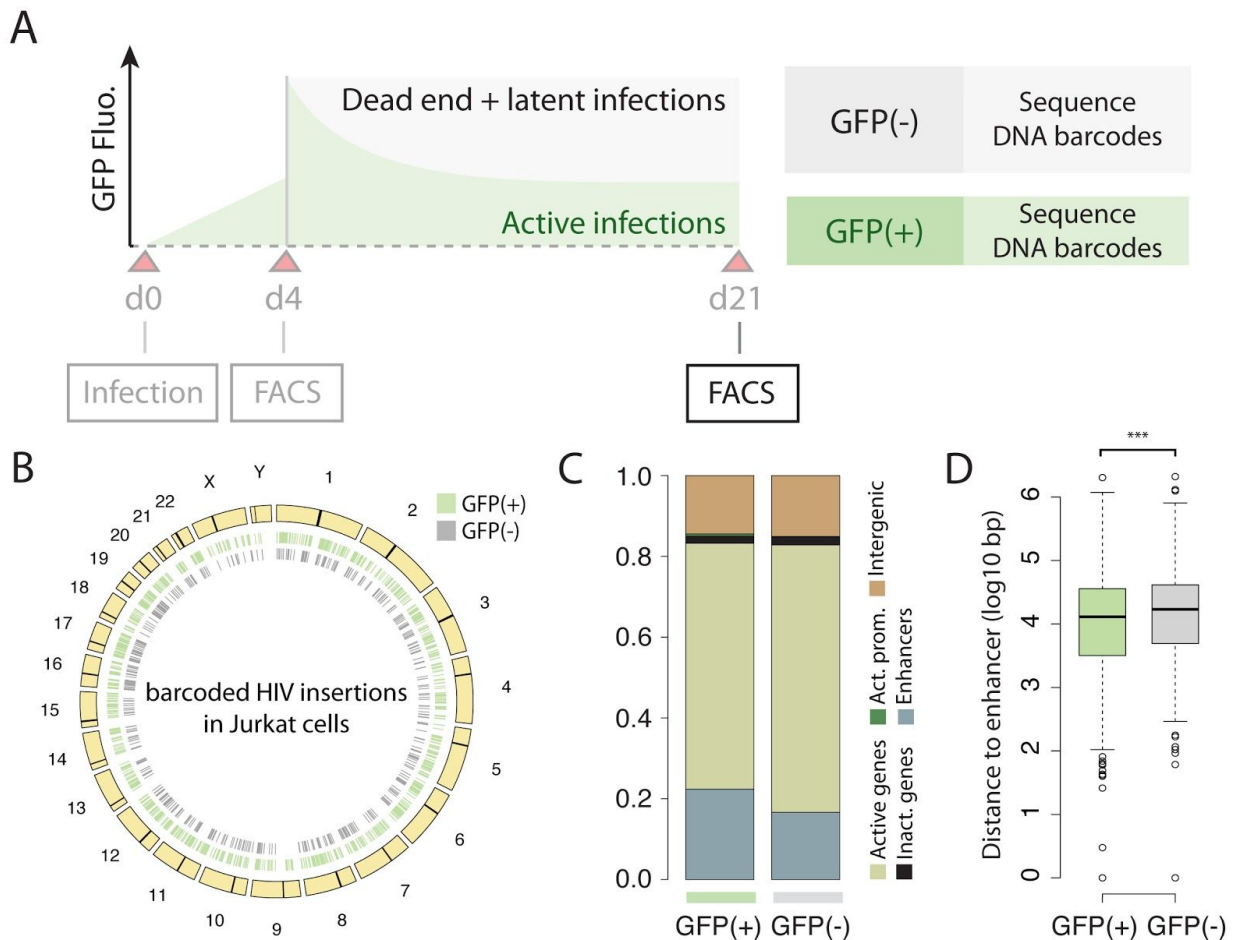 A
GFP Fluo.
Dead end + latent infections
Active infections
d0
d4
d21
Infection
FACS
FACS
GFP(-)
Sequence
DNA barcodes
GFP(+)
Sequence
DNA barcodes
B
X
Y
1
2
3
4
5
6
7
8
9
10
11
12
13
14
15
16
17
18
19
20
21
22
GFP(+)
GFP(-)
barcoded HIV insertions
in Jurkat cells
C
1.0
0.8
0.6
0.4
0.2
0.0
GFP(+)
GFP(-)
Active genes
Inact. genes
Act. prom.
Enhancers
Intergenic
D
***
Distance to enhancer (log10 bp)
6
5
4
3
2
1
0
GFP(+)
GFP(-)